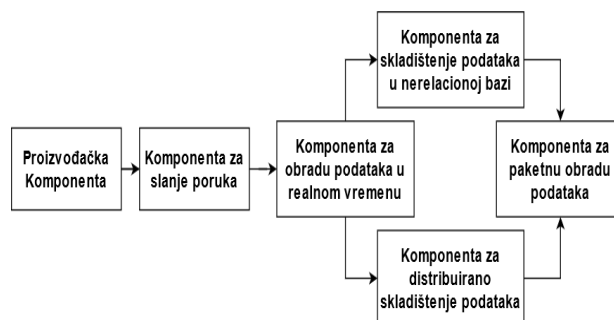 Proizvođačka
Komponenta
Komponenta za
slanje poruka
Komponenta za
obradu podataka u
realnom vremenu
Komponenta za
skladištenje podataka
u nerelacionoj bazi
Komponenta za
distribuirano
skladištenje podataka
Komponenta za
paketnu obradu
podataka